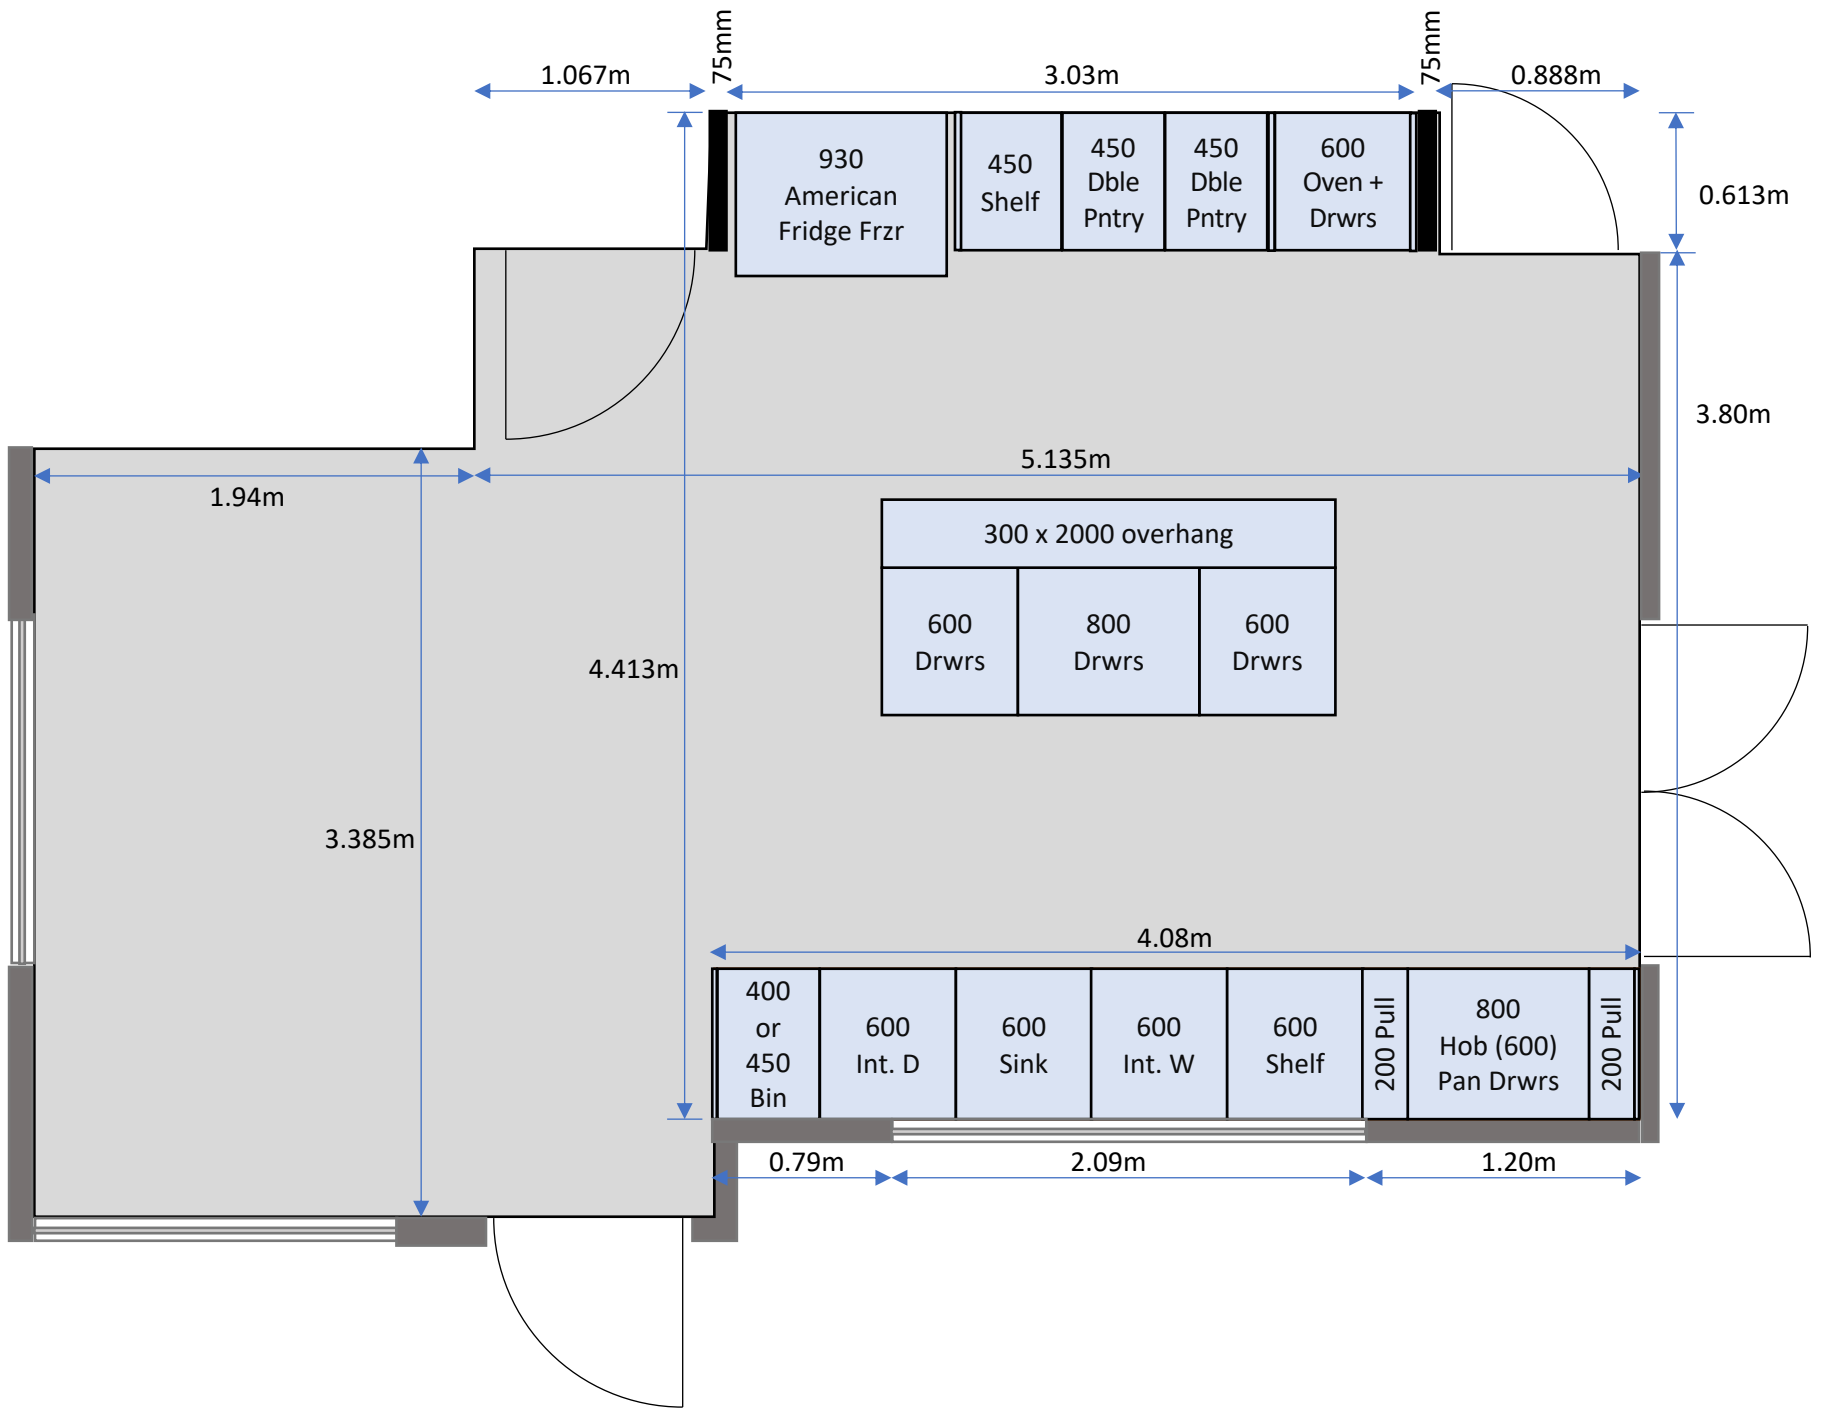 75mm
75mm
1.067m
3.03m
0.888m
930
American
Fridge Frzr
450
Shelf
450
Dble
Pntry
450
Dble
Pntry
600
Oven +
Drwrs
0.613m
3.80m
5.135m
1.94m
300 x 2000 overhang
600
Drwrs
800
Drwrs
600
Drwrs
4.413m
3.385m
4.08m
400
or
450
Bin
600
Int. D
600
Sink
600
Int. W
600
Shelf
200 Pull
800
Hob (600)
Pan Drwrs
200 Pull
0.79m
2.09m
1.20m